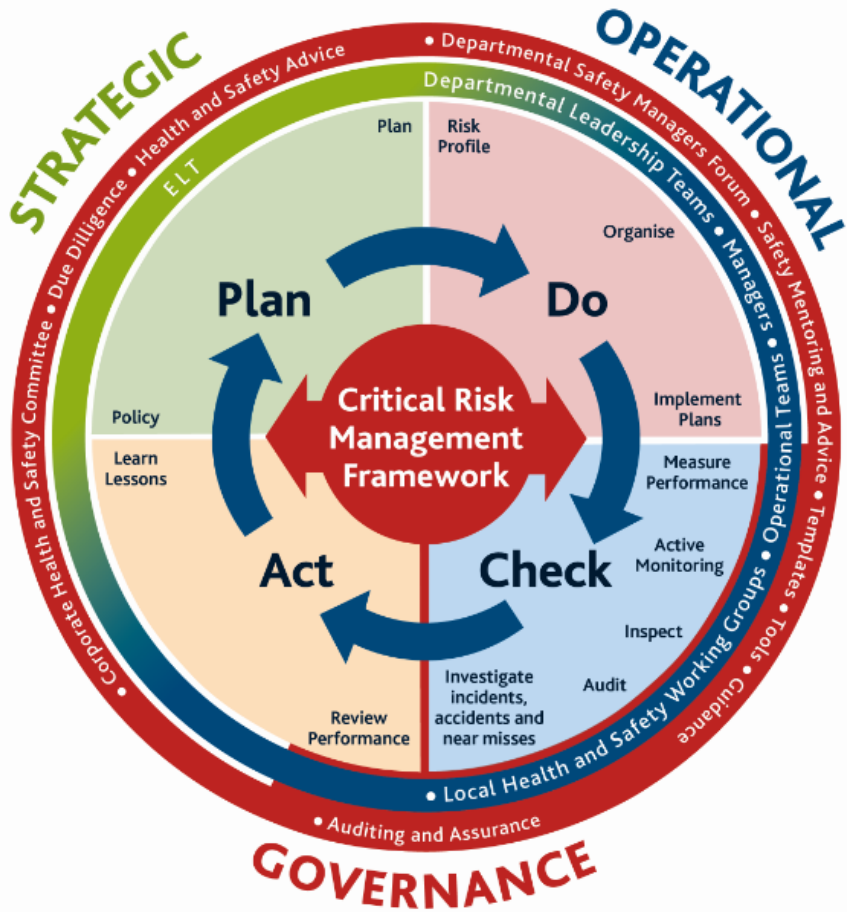 STRATEGIC
OPERATIONAL
GOVERNANCE
• Corporate Health and Safety Committee • Due Dilligence • Health and Safety Advice
• Departmental Safety Managers Forum • Safety Mentoring and Advice • Templates • Tools • Guidance
• Auditing and Assurance
ELT
Departmental Leadership Teams • Managers • Operational Teams
• Local Health and Safety Working Groups •
Plan
Policy
Plan
Risk
Profile
Organise
Do
Implement
Plans
Critical Risk
Management
Framework
Measure
Performance
Active
Monitoring
Check
Inspect
Audit
Investigate
incidents,
accidents and
near misses
Act
Review
Performance
Learn
Lessons